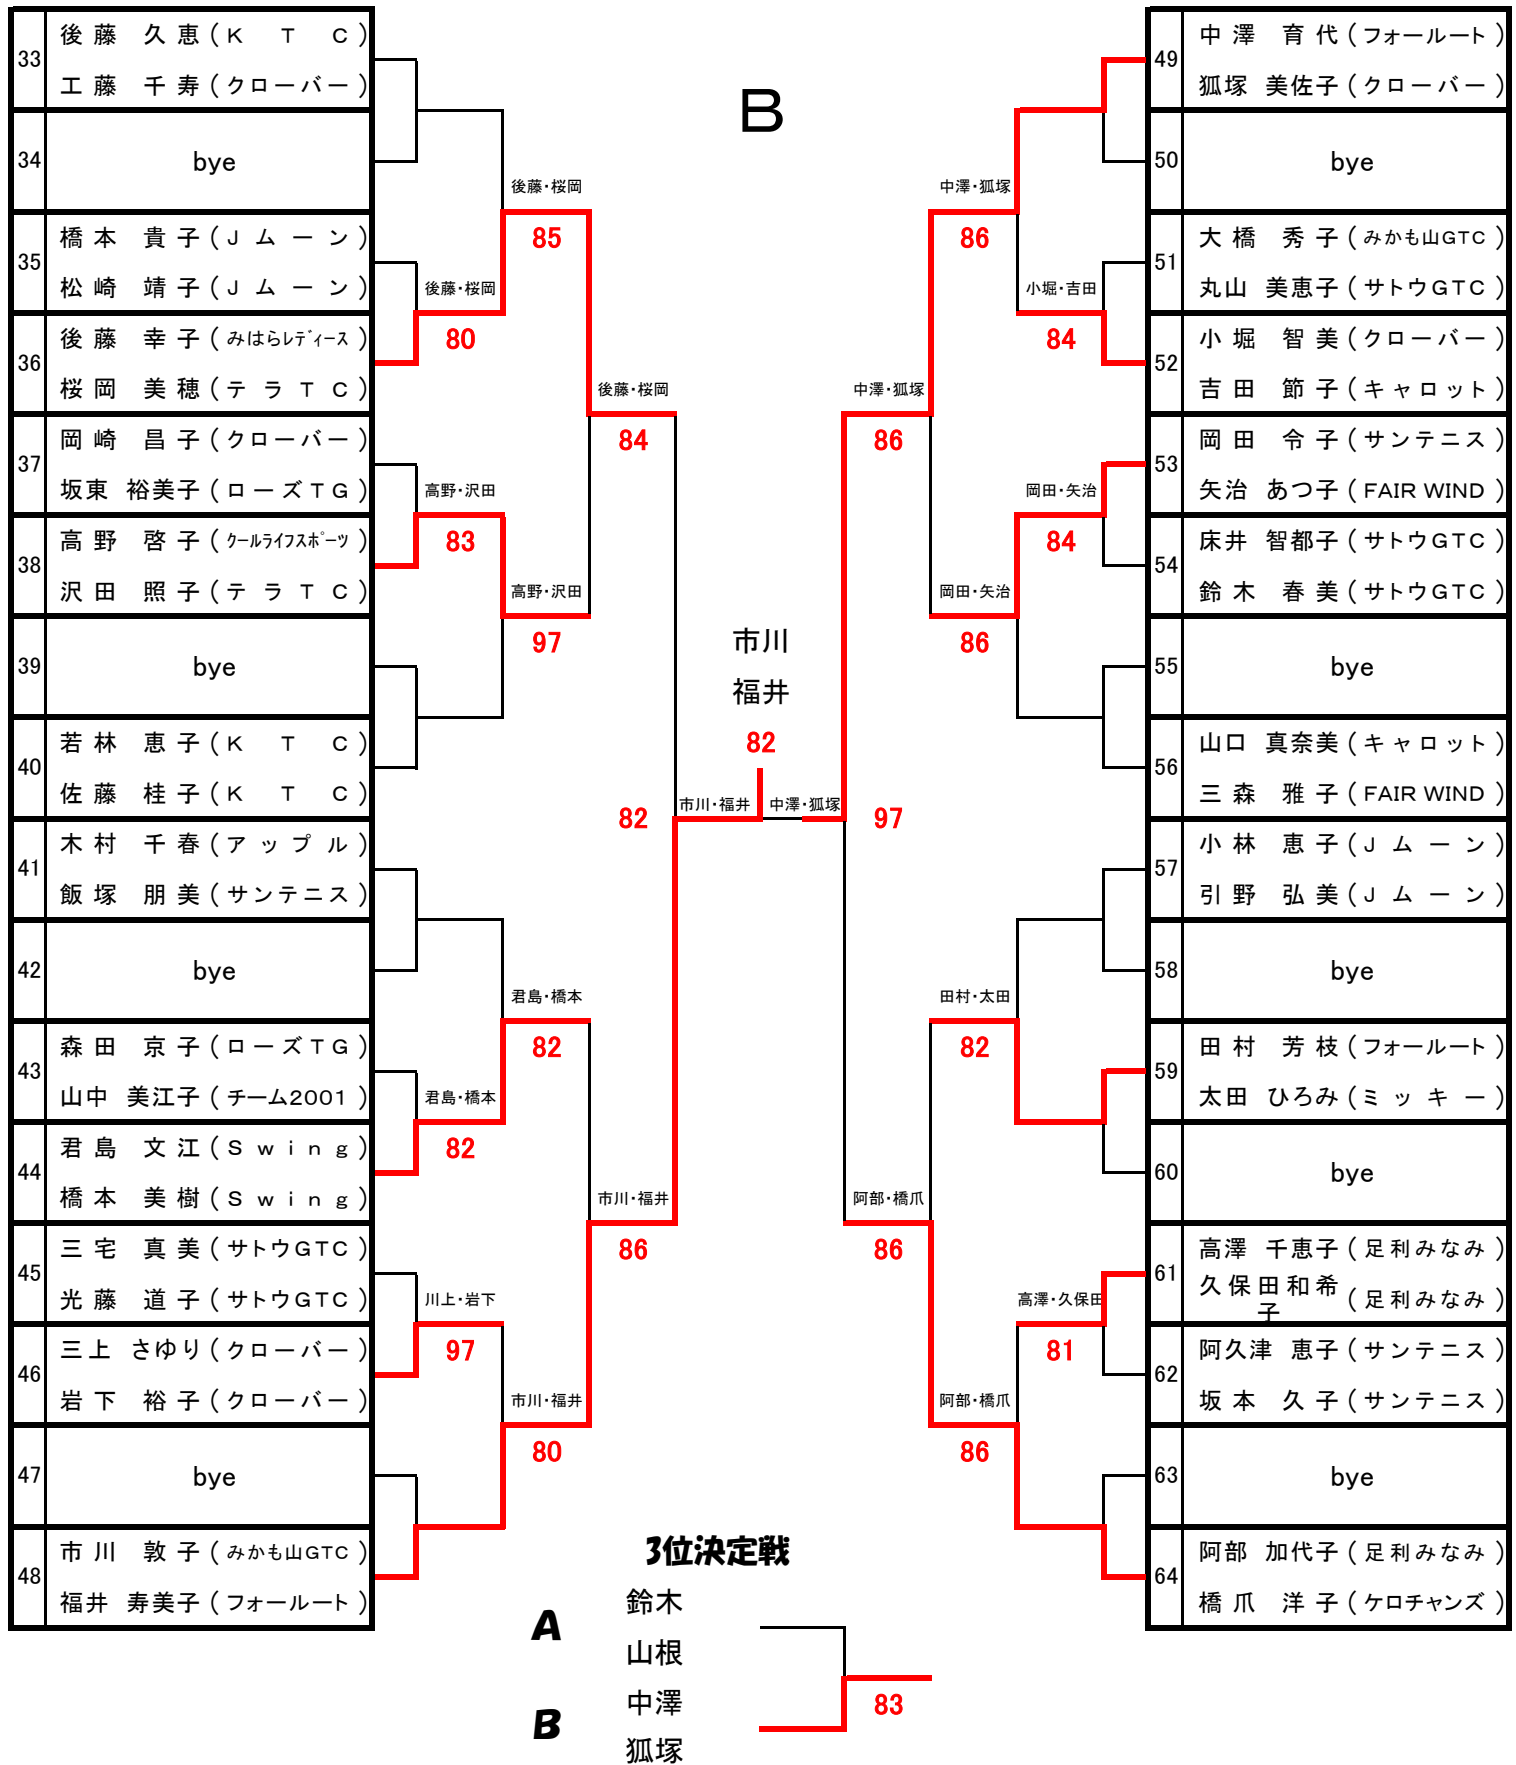 B
33
後藤 久恵 (K T C)
工藤 千寿 (クローバー)
34
bye
35
橋本 貴子 (Jムーン)
松崎 靖子 (Jムーン)
36
後藤 幸子 (みはらレディース)
桜岡 美穂 (テラTC)
37
岡崎 昌子 (クローバー)
坂東 裕美子 (ローズTG)
38
高野 啓子 (クールライフスポーツ)
沢田 照子 (テラTC)
39
bye
40
若林 恵子 (K T C)
佐藤 桂子 (K T C)
41
木村 千春 (アップル)
飯塚 朋美 (サンテニス)
42
bye
43
森田 京子 (ローズTG)
山中 美江子 (チーム2001)
44
君島 文江 (Swing)
橋本 美樹 (Swing)
45
三宅 真美 (サトウGTC)
光藤 道子 (サトウGTC)
46
三上 さゆり (クローバー)
岩下 裕子 (クローバー)
47
bye
48
市川 敦子 (みかも山GTC)
福井 寿美子 (フォールート)
後藤・桜岡
80
高野・沢田
83
君島・橋本
82
川上・岩下
97
後藤・桜岡
85
高野・沢田
97
君島・橋本
82
市川・福井
80
後藤・桜岡
84
市川・福井
86
82
市川・福井
市川
福井
82
中澤・狐塚
97
中澤・狐塚
86
阿部・橋爪
86
中澤・狐塚
86
岡田・矢治
86
田村・太田
82
阿部・橋爪
86
小堀・吉田
84
岡田・矢治
84
高澤・久保田
81
49
中澤 育代 (フォールート)
狐塚 美佐子 (クローバー)
50
bye
51
大橋 秀子 (みかも山GTC)
丸山 美恵子 (サトウGTC)
52
小堀 智美 (クローバー)
吉田 節子 (キャロット)
53
岡田 令子 (サンテニス)
矢治 あつ子 (FAIR WIND)
54
床井 智都子 (サトウGTC)
鈴木 春美 (サトウGTC)
55
bye
56
山口 真奈美 (キャロット)
三森 雅子 (FAIR WIND)
57
小林 恵子 (Jムーン)
引野 弘美 (Jムーン)
58
bye
59
田村 芳枝 (フォールート)
太田 ひろみ (ミッキー)
60
bye
61
高澤 千恵子 (足利みなみ)
久保田和希
子 (足利みなみ)
62
阿久津 恵子 (サンテニス)
坂本 久子 (サンテニス)
63
bye
64
阿部 加代子 (足利みなみ)
橋爪 洋子 (ケロチャンズ)
3位決定戦
A
鈴木
山根
B
中澤
狐塚
83